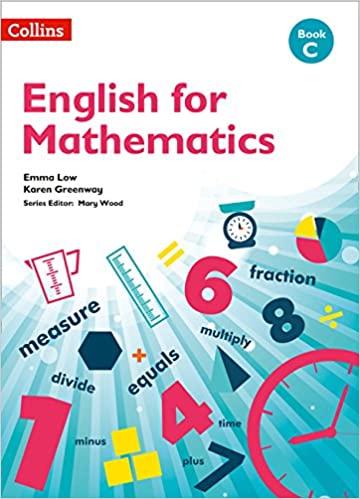 Collins
Book
C
English for
Mathematics
Emma Low
Karen Greenway
Series Editor: Mary Wood
= 6
fraction
measure
multiply
8 ÷
+
equals
divide
4
time
1
minus
plus
7